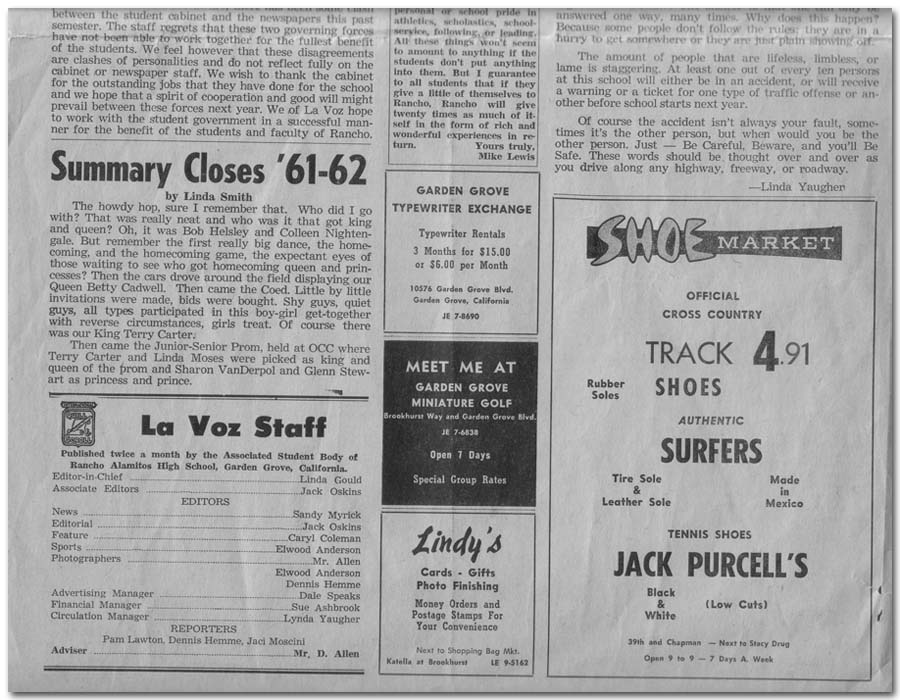 between the student cabinet and the newspapers this past
semester. The staff regrets that these two governing forces
have not been able to work together for the fullest benefit
of the students. We feel however that these disagreements
are clashes of personalities and do not reflect fully on the
cabinet or newspaper staff. We wish to thank the cabinet
for the outstanding jobs that they have done for the school
and we hope that a spirit of cooperation and good will might
prevail between those forces next year. We of La Voz hope
to work with the student government in a successful man-
ner for the benefit of the students and faculty of Rancho.
Summary Closes '61-62
by Linda Smith
The howdy hop, sure I remember that. Who did I go
with? That was really neat and who was it that got king and
queen? Oh, it was Bob Helsley and Colleen Nighten-
gale. But remember the first really big dance, the home-
coming, and the homecoming game, the expectant eyes of
those waiting to see who got homecoming queen and prin-
cesses? Then the cars drove around the field displaying our
Queen Betty Cadwell. Then came the Coed. Little by little
invitations were made, bids were bought. Shy guys, quiet
guys, all types participated in this boy-girl get-together
with reverse circumstances, girls treat. Of course there
was our King Terry Carter.
Then came the Junior-Senior Prom, held at OCC where
Terry Carter and Linda Moses were picked as king and
queen of the prom and Sharon VanDerpol and Glenn Stew-
art as princess and prince.
QUILL
SCROLL
La Voz Staff
Published twice a month by the Associated Student Body of
Rancho Alamitos High School, Garden Grove, California.
Editor-in-Chief Linda Gould
Associate Editors Jack Oskins
EDITORS
News Sandy Myrick
Editorial Jack Oskins
Feature Caryl Coleman
Sports Elwood Anderson
Photographers Mr. Allen
Elwood Anderson
Dennis Hemme
Advertising Manager Dale Speaks
Financial Manager Sue Ashbrook
Circulation Manager Lynda Yaugher
REPORTERS
Pam Lawton, Dennis Hemme, Jaci Moscini
Adviser Mr. D. Allen
personal or school pride in
athletics, scholastics, school-
service, following, or leading.
All these things won't seem
to amount to anything if the
students don't put anything
into them. But I guarantee
to all students that if they
give a little of themselves to
Rancho, Rancho will give
twenty times as much of it-
self in the form of rich and
wonderful experiences in re-
turn. Yours truly,
Mike Lewis
GARDEN GROVE
TYPEWRITER EXCHANGE
Typewriter Rentals
3 Months for $15.00
or $6.00 per Month
10576 Garden Grove Blvd.
Garden Grove, California
JE 7-8690
MEET ME AT
GARDEN GROVE
MINIATURE GOLF
Brookhurst Way and Garden Grove Blvd.
JE 7-6838
Open 7 Days
Special Group Rates
Lindy's
Cards - Gifts
Photo Finishing
Money Orders and
Postage Stamps For
Your Convenience
Next to Shopping Bag Mkt.
Katella at Brookhurst LE 9-5162
answered one way, many times. Why does this happen?
Because some people don't follow the rules: they are in a
hurry to get somewhere or they are just plain showing off.
The amount of people that are lifeless, limbless, or
lame is staggering. At least one out of every ten persons
at this school will either be in an accident, or will receive
a warning or a ticket for one type of traffic offense or an-
other before school starts next year.
Of course the accident isn't always your fault, some-
times it's the other person, but when would you be the
other person. Just — Be Careful, Beware, and you'll Be
Safe. These words should be thought over and over as
you drive along any highway, freeway, or roadway.
—Linda Yaugher
SHOE MARKET
OFFICIAL
CROSS COUNTRY
TRACK 4.91
Rubber
Soles
SHOES
AUTHENTIC
SURFERS
Tire Sole
&
Leather Sole
Made
in
Mexico
TENNIS SHOES
JACK PURCELL'S
Black
&
White
(Low Cuts)
39th and Chapman — Next to Stacy Drug
Open 9 to 9 — 7 Days A. Week